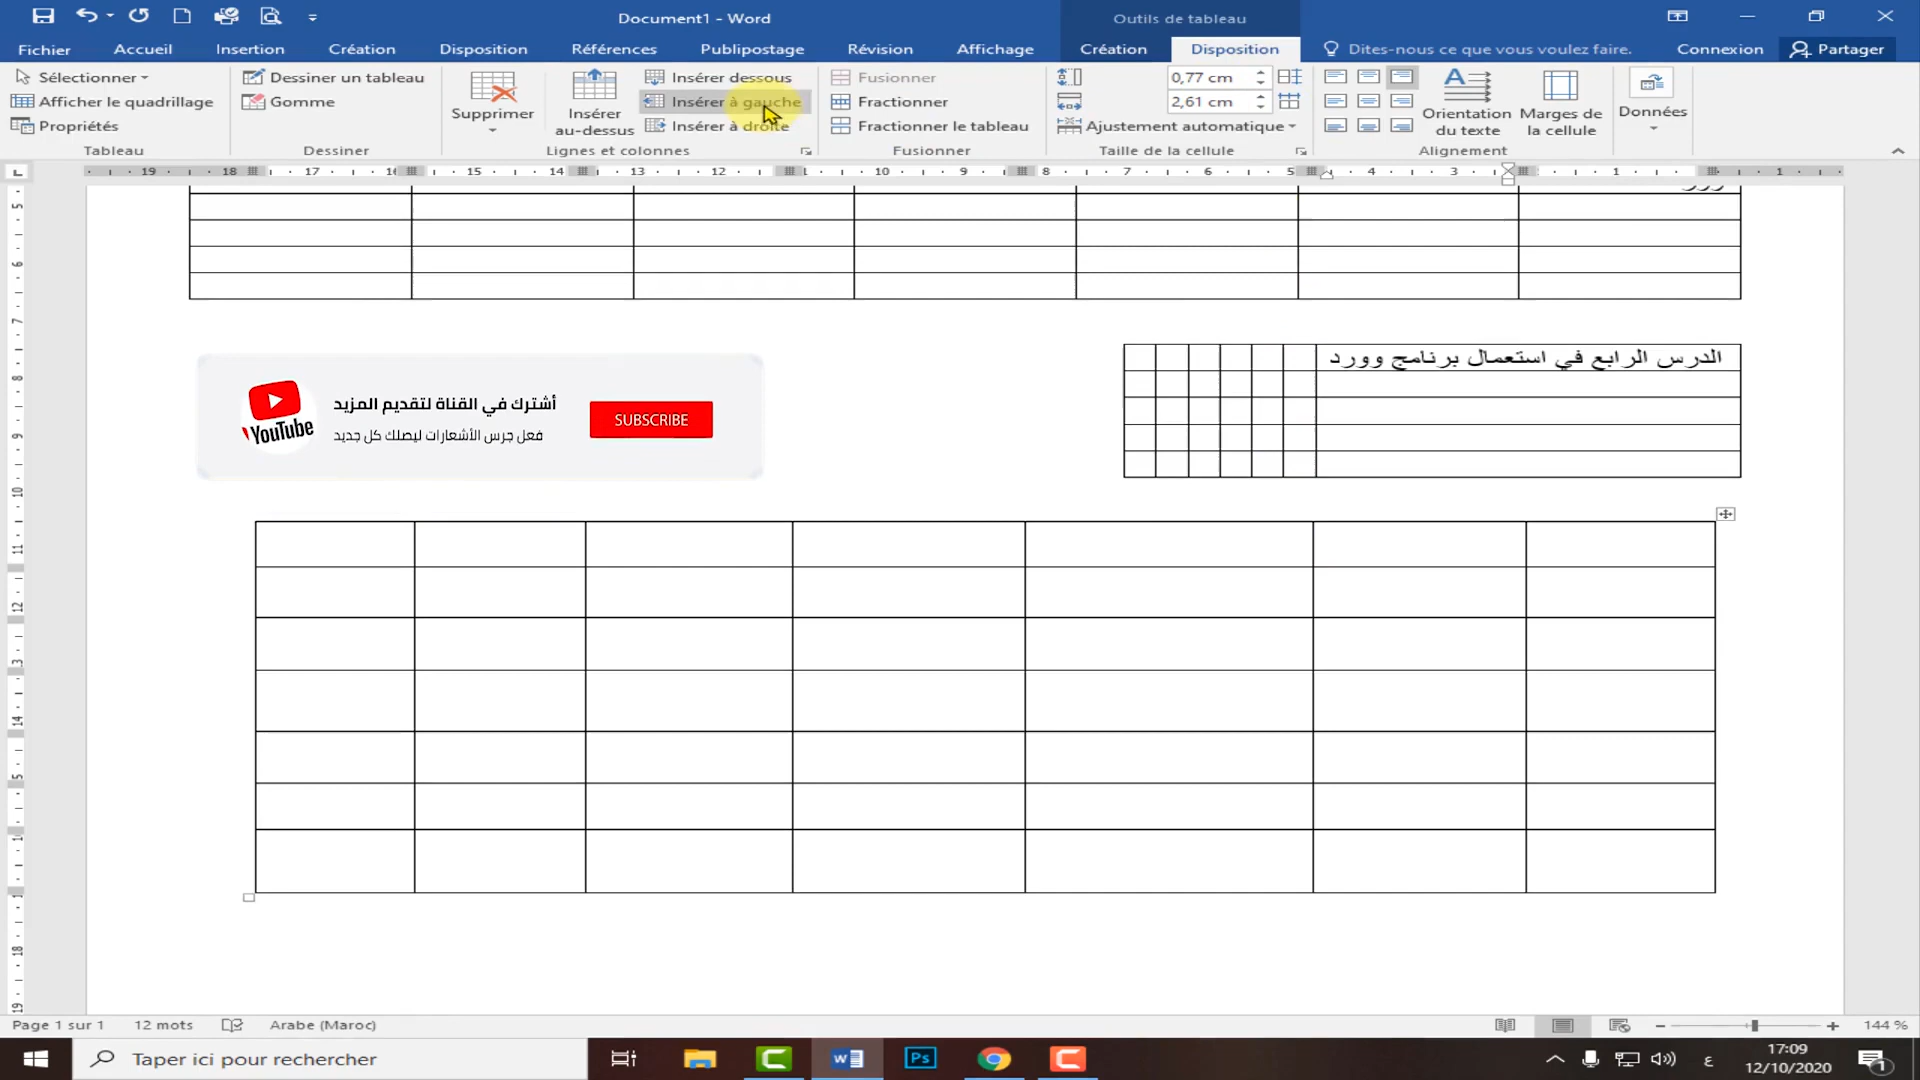 Document1 - Word
Outils de tableau
Fichier
Accueil
Insertion
Création
Disposition
Références
Publipostage
Révision
Affichage
Création
Disposition
Dites-nous ce que vous voulez faire.
Connexion
Partager
Sélectionner
Afficher le quadrillage
Propriétés
Tableau
Dessiner un tableau
Gomme
Dessiner
Supprimer
Insérer
au-dessus
Insérer dessous
Insérer à gauche
Insérer à droite
Lignes et colonnes
Fusionner
Fractionner
Fractionner le tableau
Fusionner
0,77 cm
2,61 cm
Ajustement automatique
Taille de la cellule
Orientation
du texte
Marges de
la cellule
Alignement
Données
الدرس الرابع في استعمال برنامج وورد
YouTube
أشترك في القناة لتقديم المزيد
فعل جرس الأشعارات ليصلك كل جديد
SUBSCRIBE
Page 1 sur 1
12 mots
Arabe (Maroc)
144 %
Taper ici pour rechercher
Ps
ع
17:09
12/10/2020
1